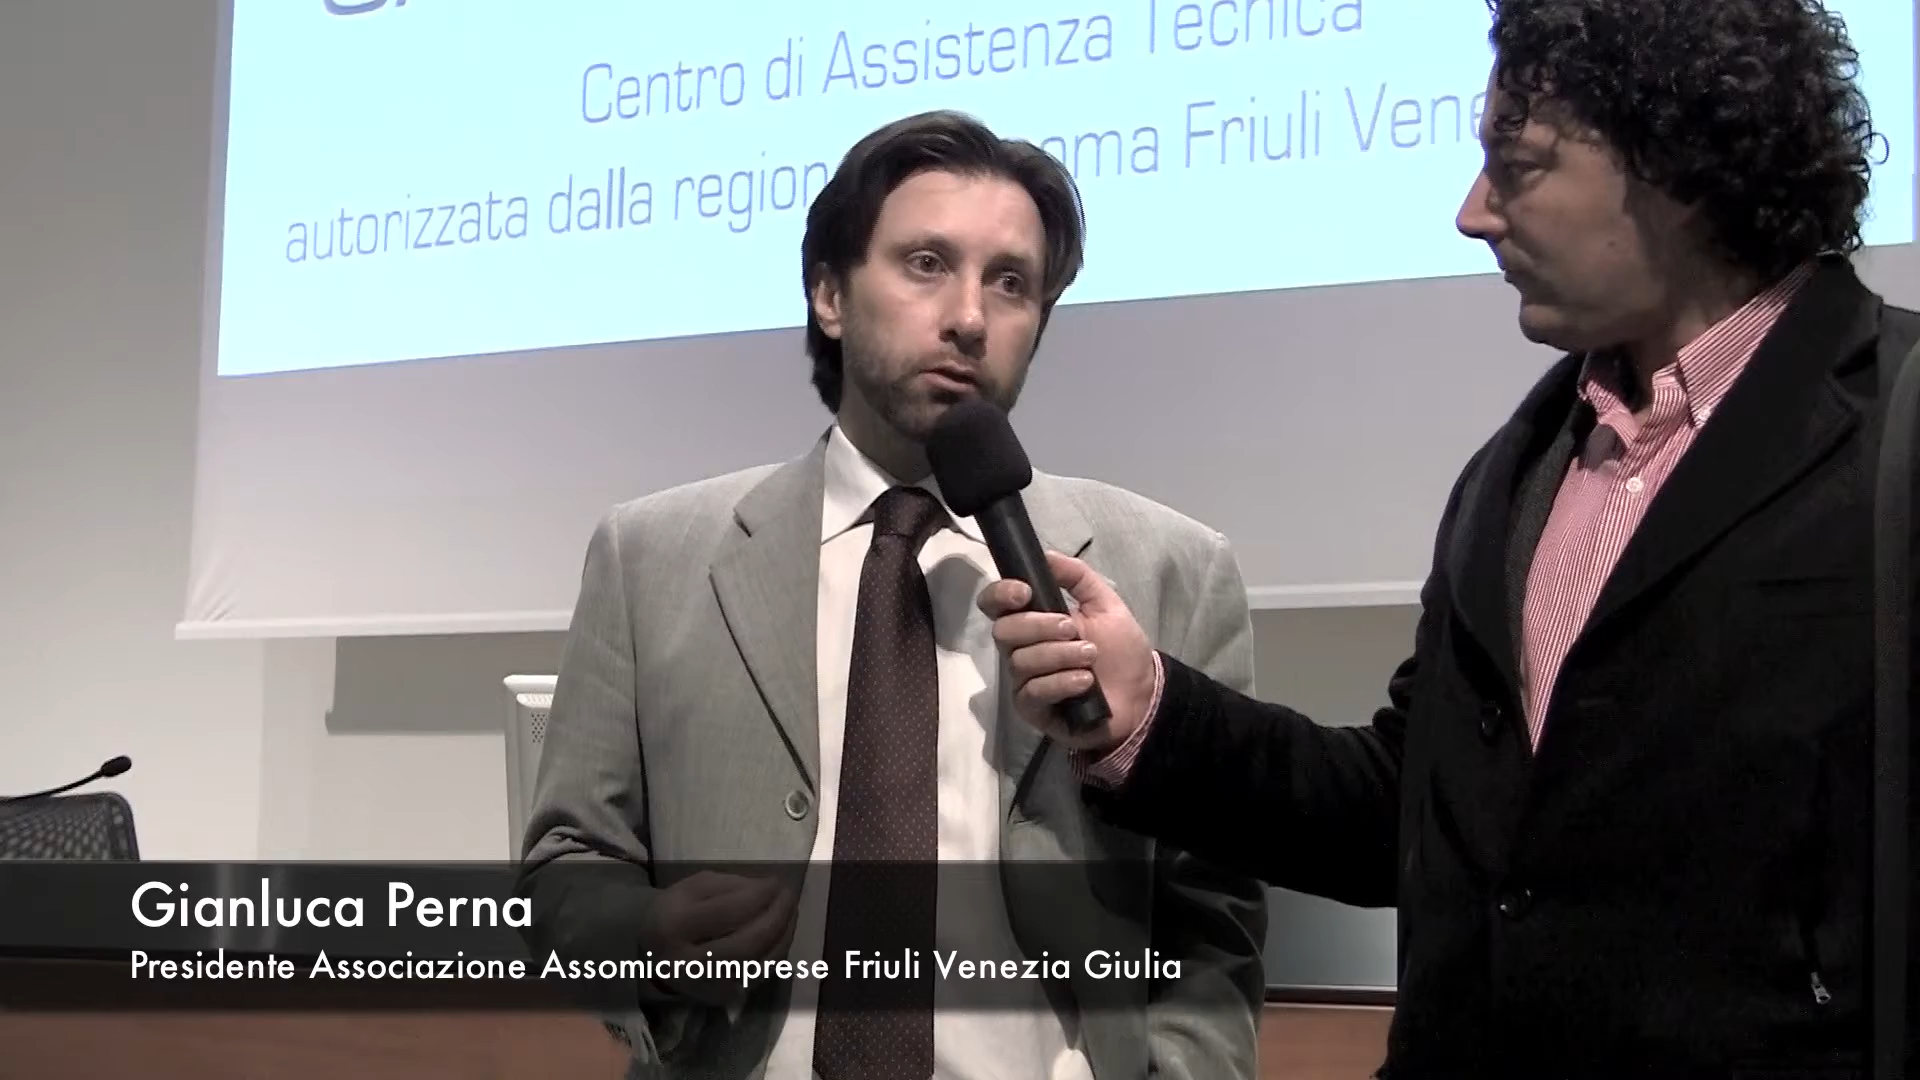 Centro di Assistenza Tecnica
autorizzata dalla region oma Friuli Vene
Gianluca Perna
Presidente Associazione Assomicroimprese Friuli Venezia Giulia